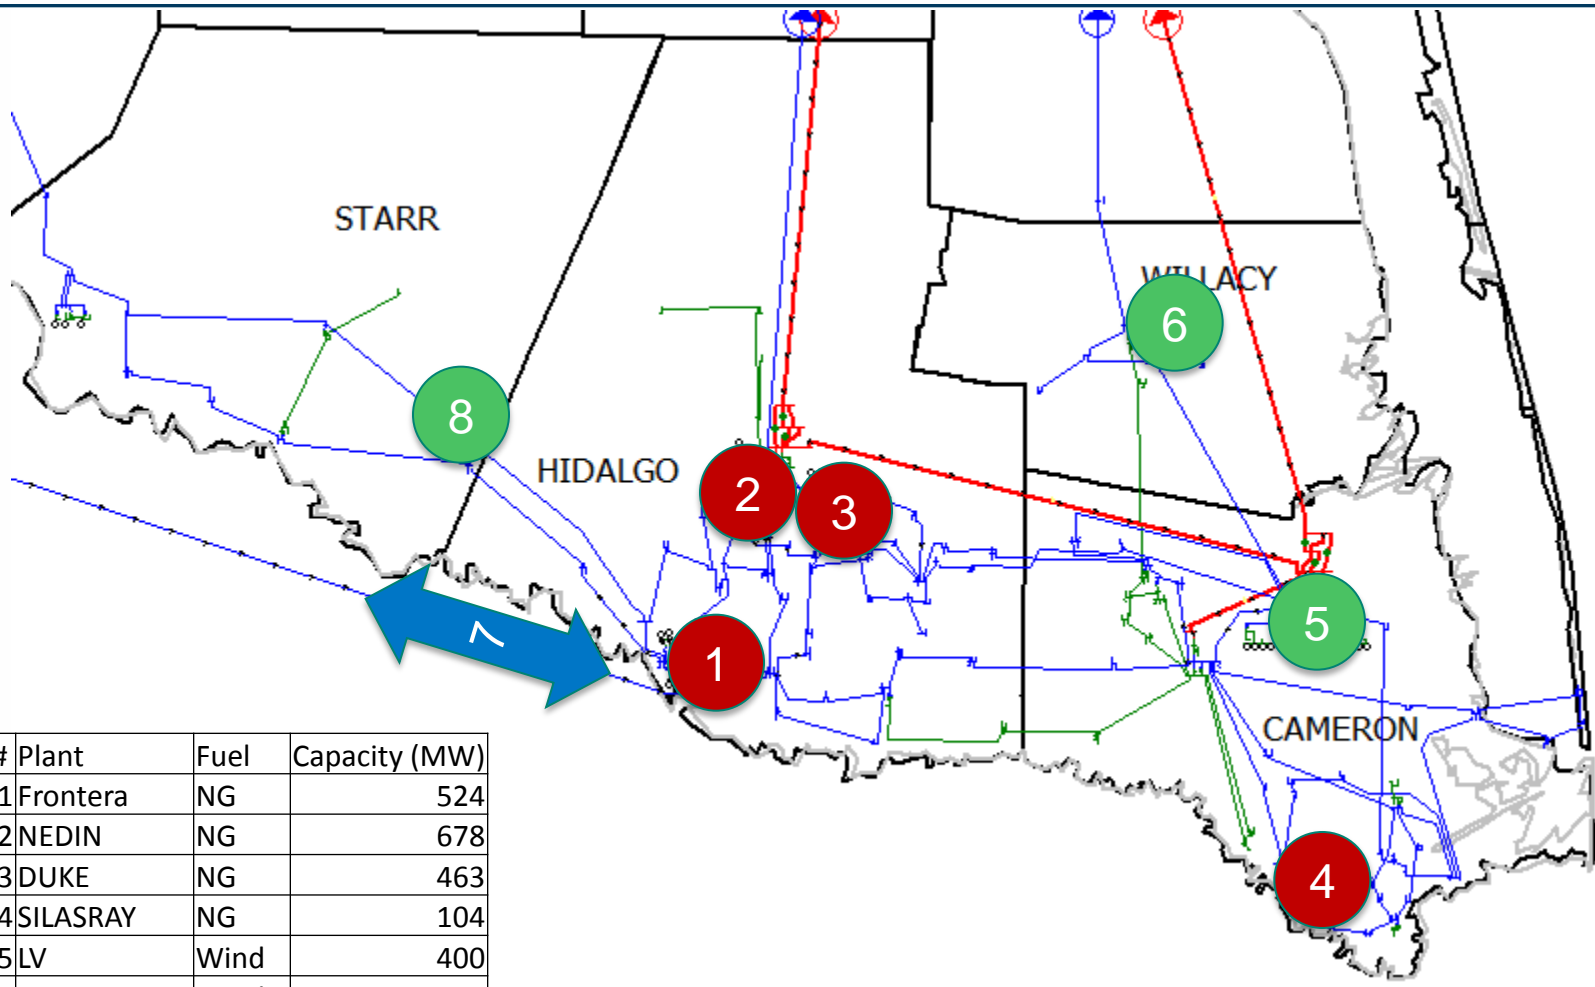 STARR
WILLACY
6
8
HIDALGO
2
3
5
7
1
CAMERON
4
# Plant Fuel Capacity (MW)
1 Frontera NG 524
2 NEDIN NG 678
3 DUKE NG 463
4 SILASRAY NG 104
5 LV Wind 400